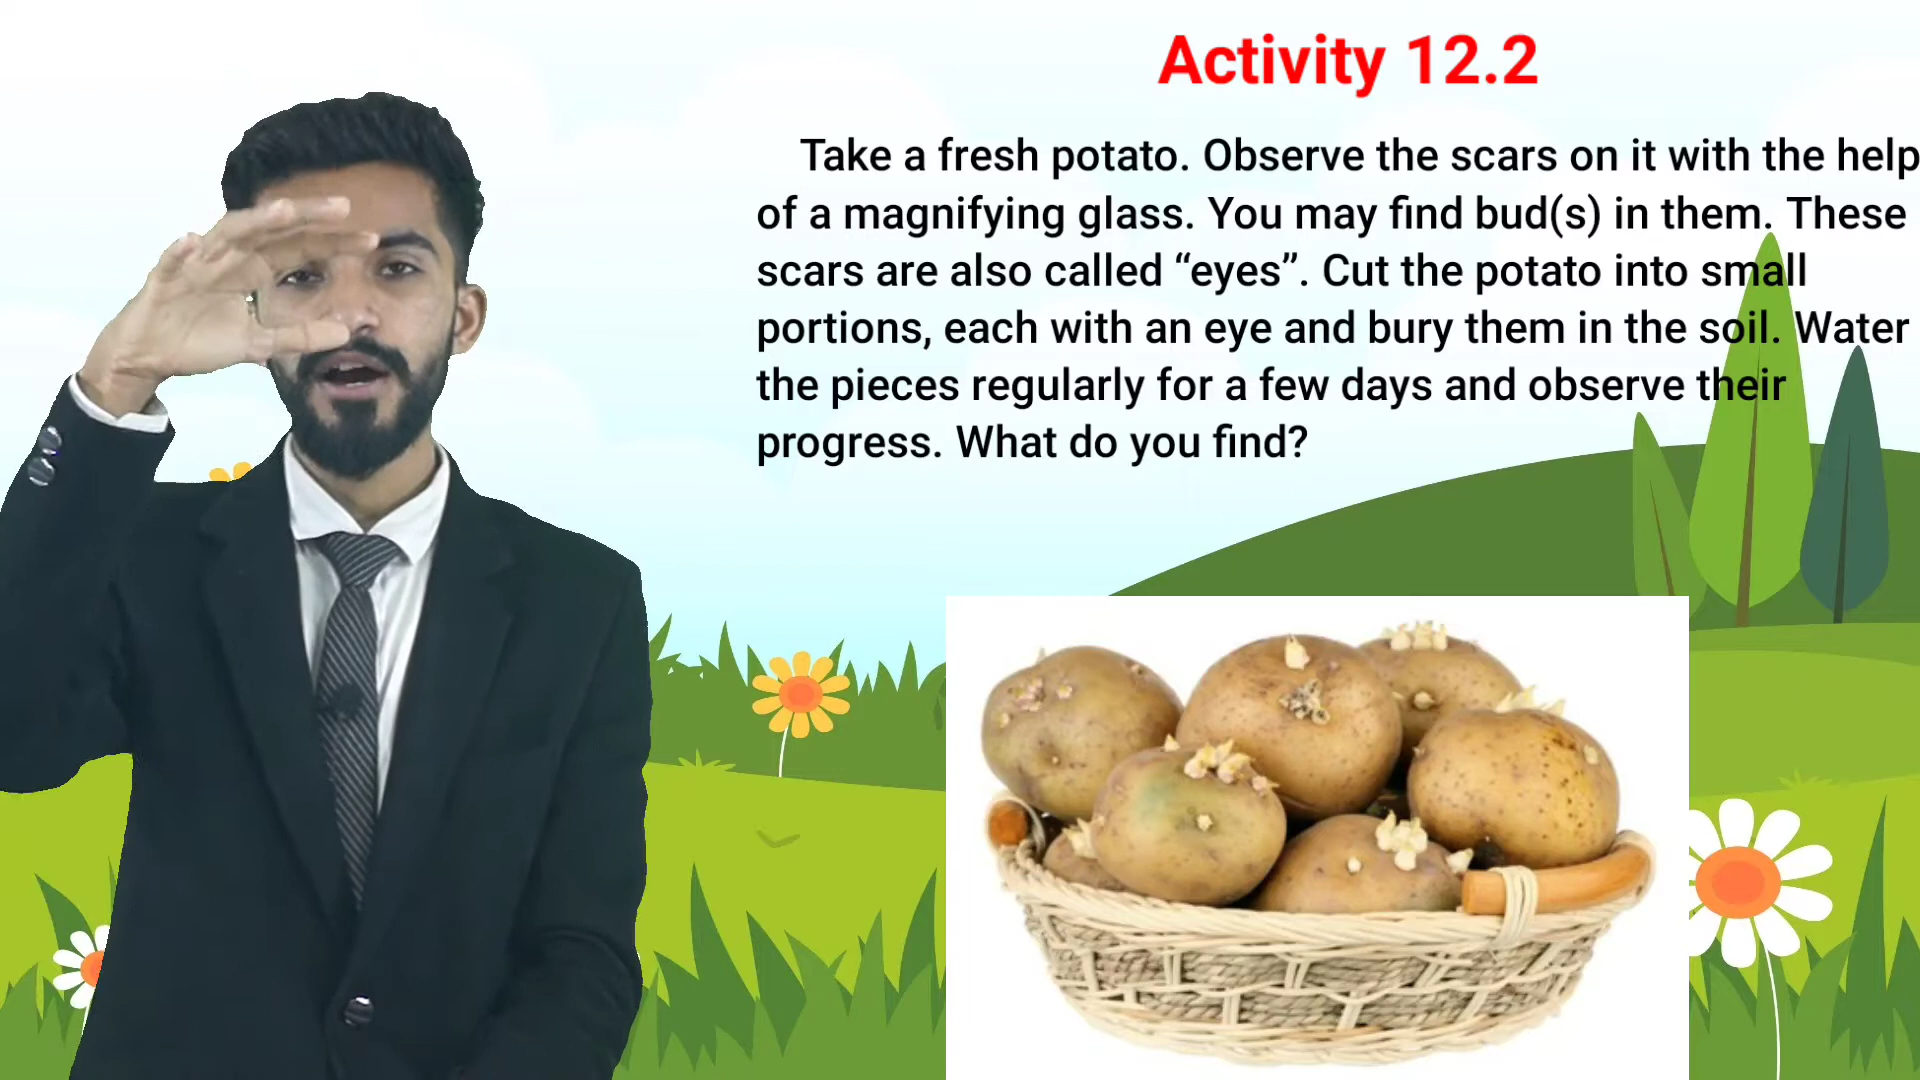 Activity 12.2
Take a fresh potato. Observe the scars on it with the help
of a magnifying glass. You may find bud(s) in them. These
scars are also called “eyes”. Cut the potato into small
portions, each with an eye and bury them in the soil. Water
the pieces regularly for a few days and observe their
progress. What do you find?